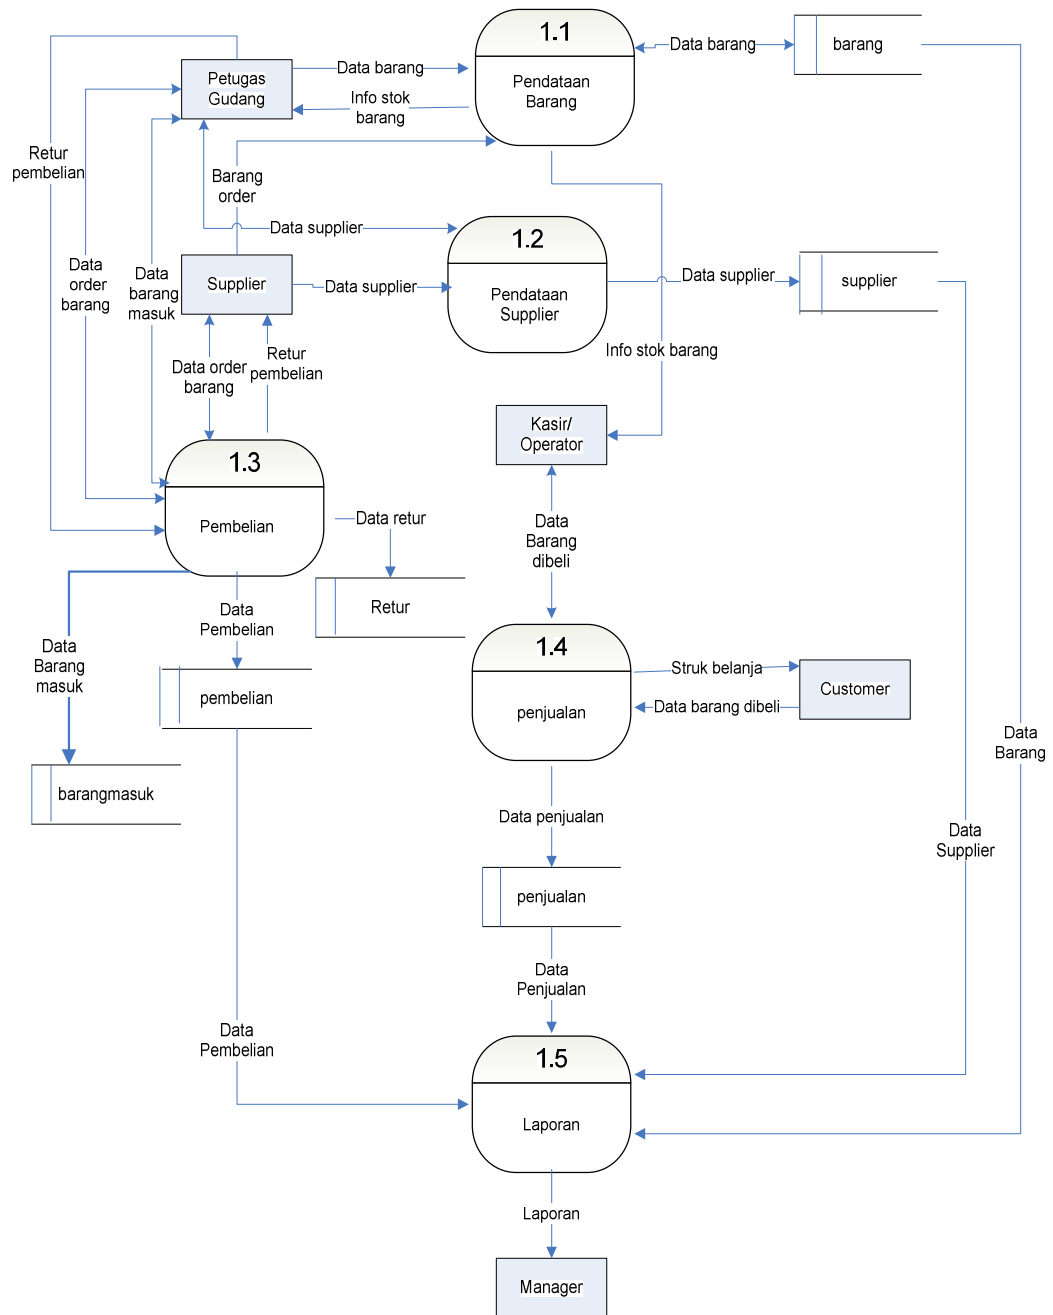 1.1
Pendataan
Barang
Data barang
barang
Petugas
Gudang
Data barang
Info stok
barang
Retur
pembelian
Barang
order
Data supplier
1.2
Pendataan
Supplier
Data supplier
supplier
Data
order
barang
Data
barang
masuk
Supplier
Data supplier
Info stok barang
Data order
barang
Retur
pembelian
Kasir/
Operator
1.3
Pembelian
Data retur
Retur
Data
Barang
dibeli
Data
Pembelian
Data
Barang
masuk
pembelian
barangmasuk
1.4
penjualan
Struk belanja
Data barang dibeli
Customer
Data
Barang
Data penjualan
Data
Supplier
penjualan
Data
Penjualan
Data
Pembelian
1.5
Laporan
Laporan
Manager